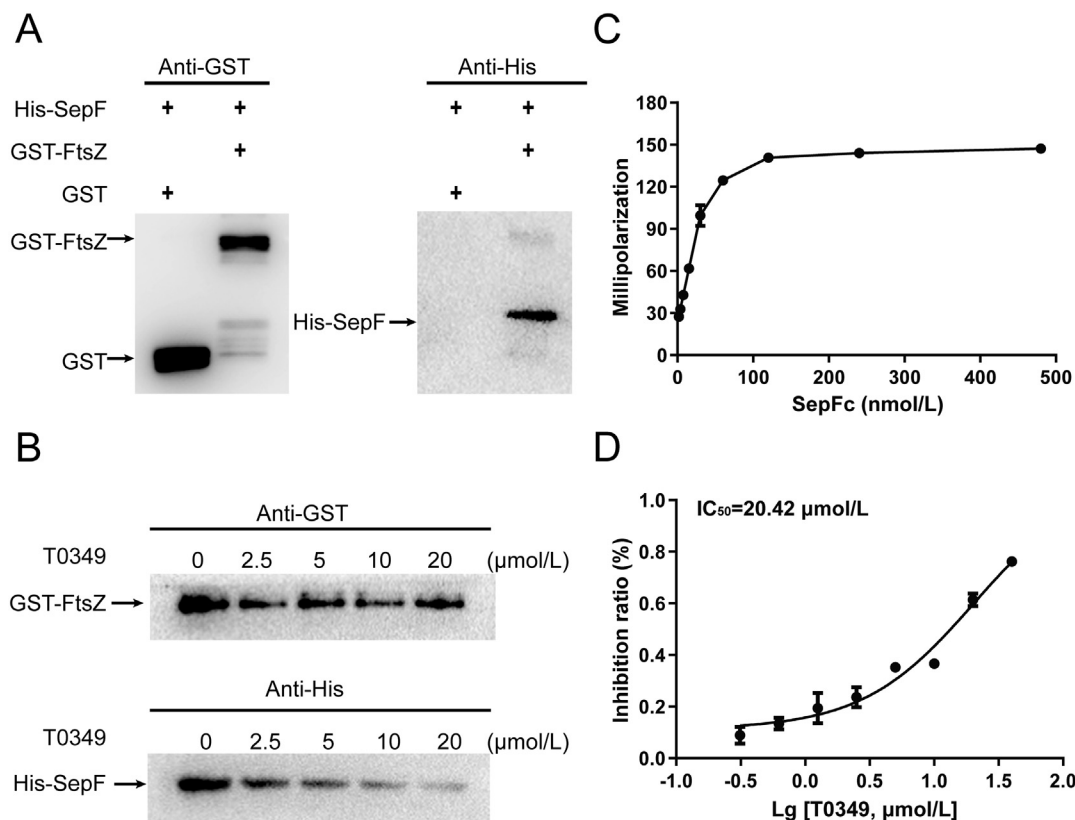 A
Anti-GST
Anti-His
His-SepF + + + +
GST-FtsZ + +
GST + +
GST-FtsZ
His-SepF
GST
B
Anti-GST
T0349 0 2.5 5 10 20 (μmol/L)
GST-FtsZ
Anti-His
T0349 0 2.5 5 10 20 (μmol/L)
His-SepF
C
Millipolarization
180
150
120
90
60
30
0
0 100 200 300 400 500
SepFc (nmol/L)
D
IC₅₀=20.42 μmol/L
Inhibition ratio (%)
1.0
0.8
0.6
0.4
0.2
0.0
-1.0 -0.5 0.0 0.5 1.0 1.5 2.0
Lg [T0349, μmol/L]